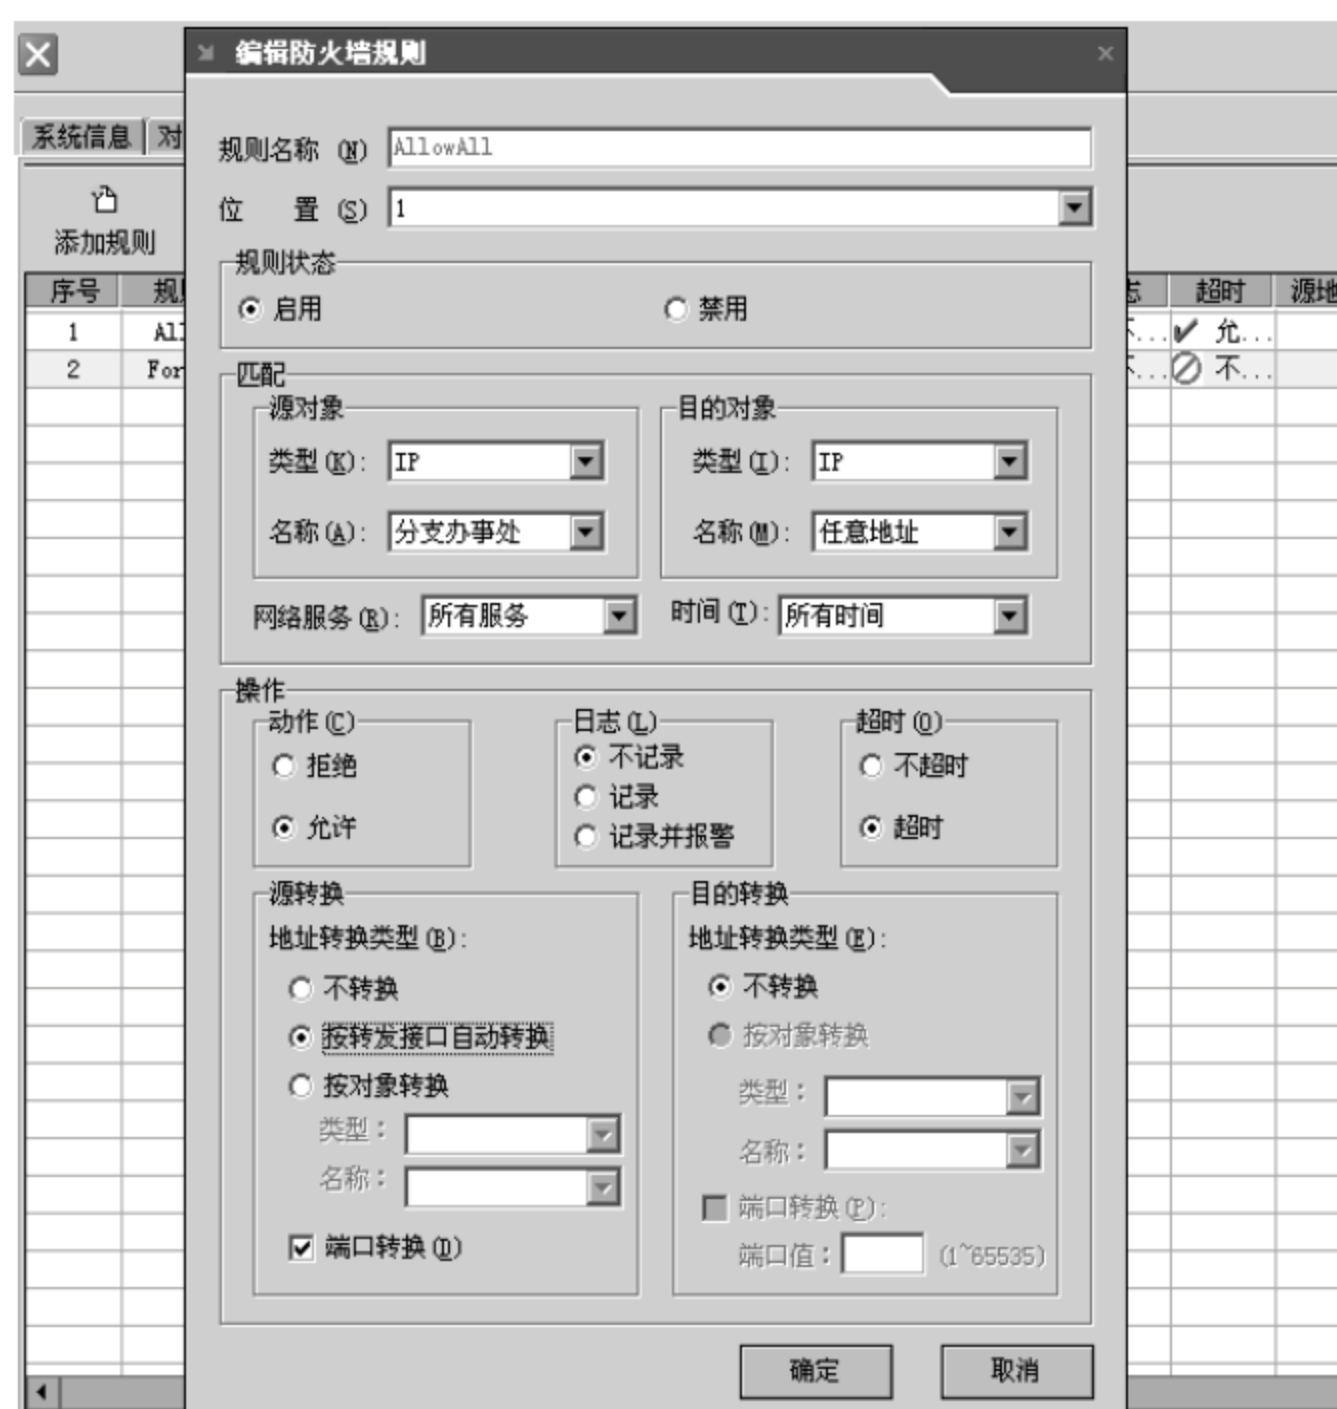 编辑防火墙规则
系统信息 对
规则名称 (N) AllowAll
位 置 (S) 1
添加规则
规则状态
启用 禁用
序号 超时
1 允...
2 不...
匹配
源对象 目的对象
类型(K): IP 类型(I): IP
名称(A): 分支办事处 名称(M): 任意地址
网络服务(R): 所有服务 时间(T): 所有时间
操作
动作(C) 日志(L) 超时(O)
拒绝 不记录 不超时
记录
允许 记录并报警 超时
源转换 目的转换
地址转换类型(B): 地址转换类型(E):
不转换 不转换
按转发接口自动转换 按对象转换
按对象转换
类型: 类型:
名称: 名称:
端口转换(P):
端口转换(D) 端口值: (1~65535)
确定 取消